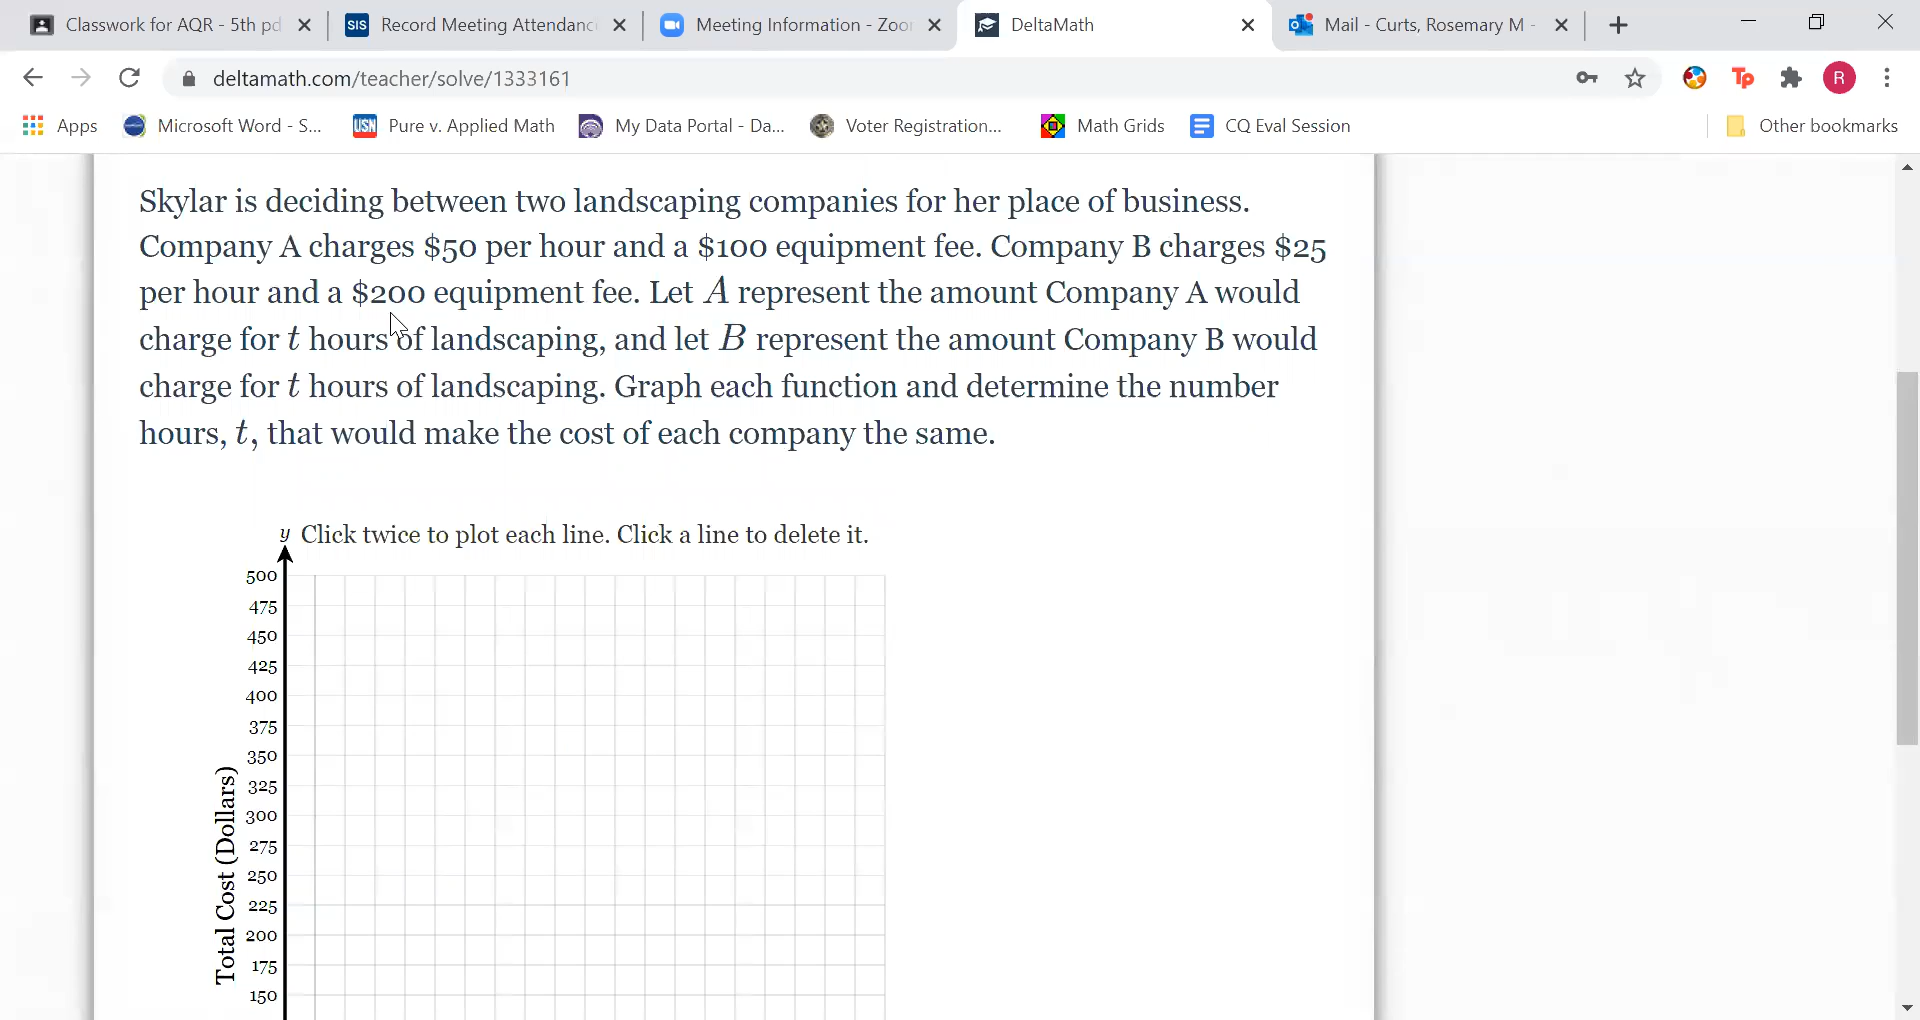 Classwork for AQR - 5th pd
SIS Record Meeting Attendanc
Meeting Information - Zoo
DeltaMath
Mail - Curts, Rosemary M -
deltamath.com/teacher/solve/1333161
Tp
R
Apps
Microsoft Word - S...
USN Pure v. Applied Math
My Data Portal - Da...
Voter Registration...
Math Grids
CQ Eval Session
Other bookmarks
Skylar is deciding between two landscaping companies for her place of business.
Company A charges $50 per hour and a $100 equipment fee. Company B charges $25
per hour and a $200 equipment fee. Let A represent the amount Company A would
charge for t hours of landscaping, and let B represent the amount Company B would
charge for t hours of landscaping. Graph each function and determine the number
hours, t, that would make the cost of each company the same.
y Click twice to plot each line. Click a line to delete it.
500
475
450
425
400
375
350
325
300
275
250
225
200
175
150
Total Cost (Dollars)